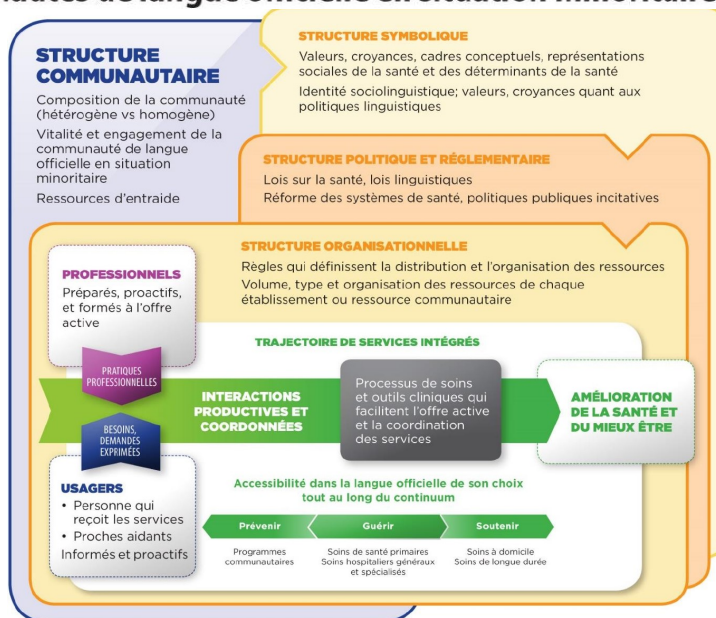 autés de langue officielle en situation minoritaire
STRUCTURE
COMMUNAUTAIRE
Composition de la communauté
(hétérogène vs homogène)
Vitalité et engagement de la
communauté de langue
officielle en situation
minoritaire
Ressources d'entraide
STRUCTURE SYMBOLIQUE
Valeurs, croyances, cadres conceptuels, représentations
sociales de la santé et des déterminants de la santé
Identité sociolinguistique; valeurs, croyances quant aux
politiques linguistiques
STRUCTURE POLITIQUE ET RÉGLEMENTAIRE
Lois sur la santé, lois linguistiques
Réforme des systèmes de santé, politiques publiques incitatives
STRUCTURE ORGANISATIONNELLE
Règles qui définissent la distribution et l'organisation des ressources
Volume, type et organisation des ressources de chaque
établissement ou ressource communautaire
PROFESSIONNELS
Préparés, proactifs,
et formés à l'offre
active
PRATIQUES
PROFESSIONNELLES
BESOINS,
DEMANDES
EXPRIMÉES
USAGERS
• Personne qui
reçoit les services
• Proches aidants
Informés et proactifs
TRAJECTOIRE DE SERVICES INTÉGRÉS
INTERACTIONS
PRODUCTIVES ET
COORDONNÉES
Processus de soins
et outils cliniques qui
facilitent l'offre active
et la coordination
des services
AMÉLIORATION
DE LA SANTÉ ET
DU MIEUX ÊTRE
Accessibilité dans la langue officielle de son choix
tout au long du continuum
Prévenir
Guérir
Soutenir
Programmes
communautaires
Soins de santé primaires
Soins hospitaliers généraux
et spécialisés
Soins à domicile
Soins de longue durée